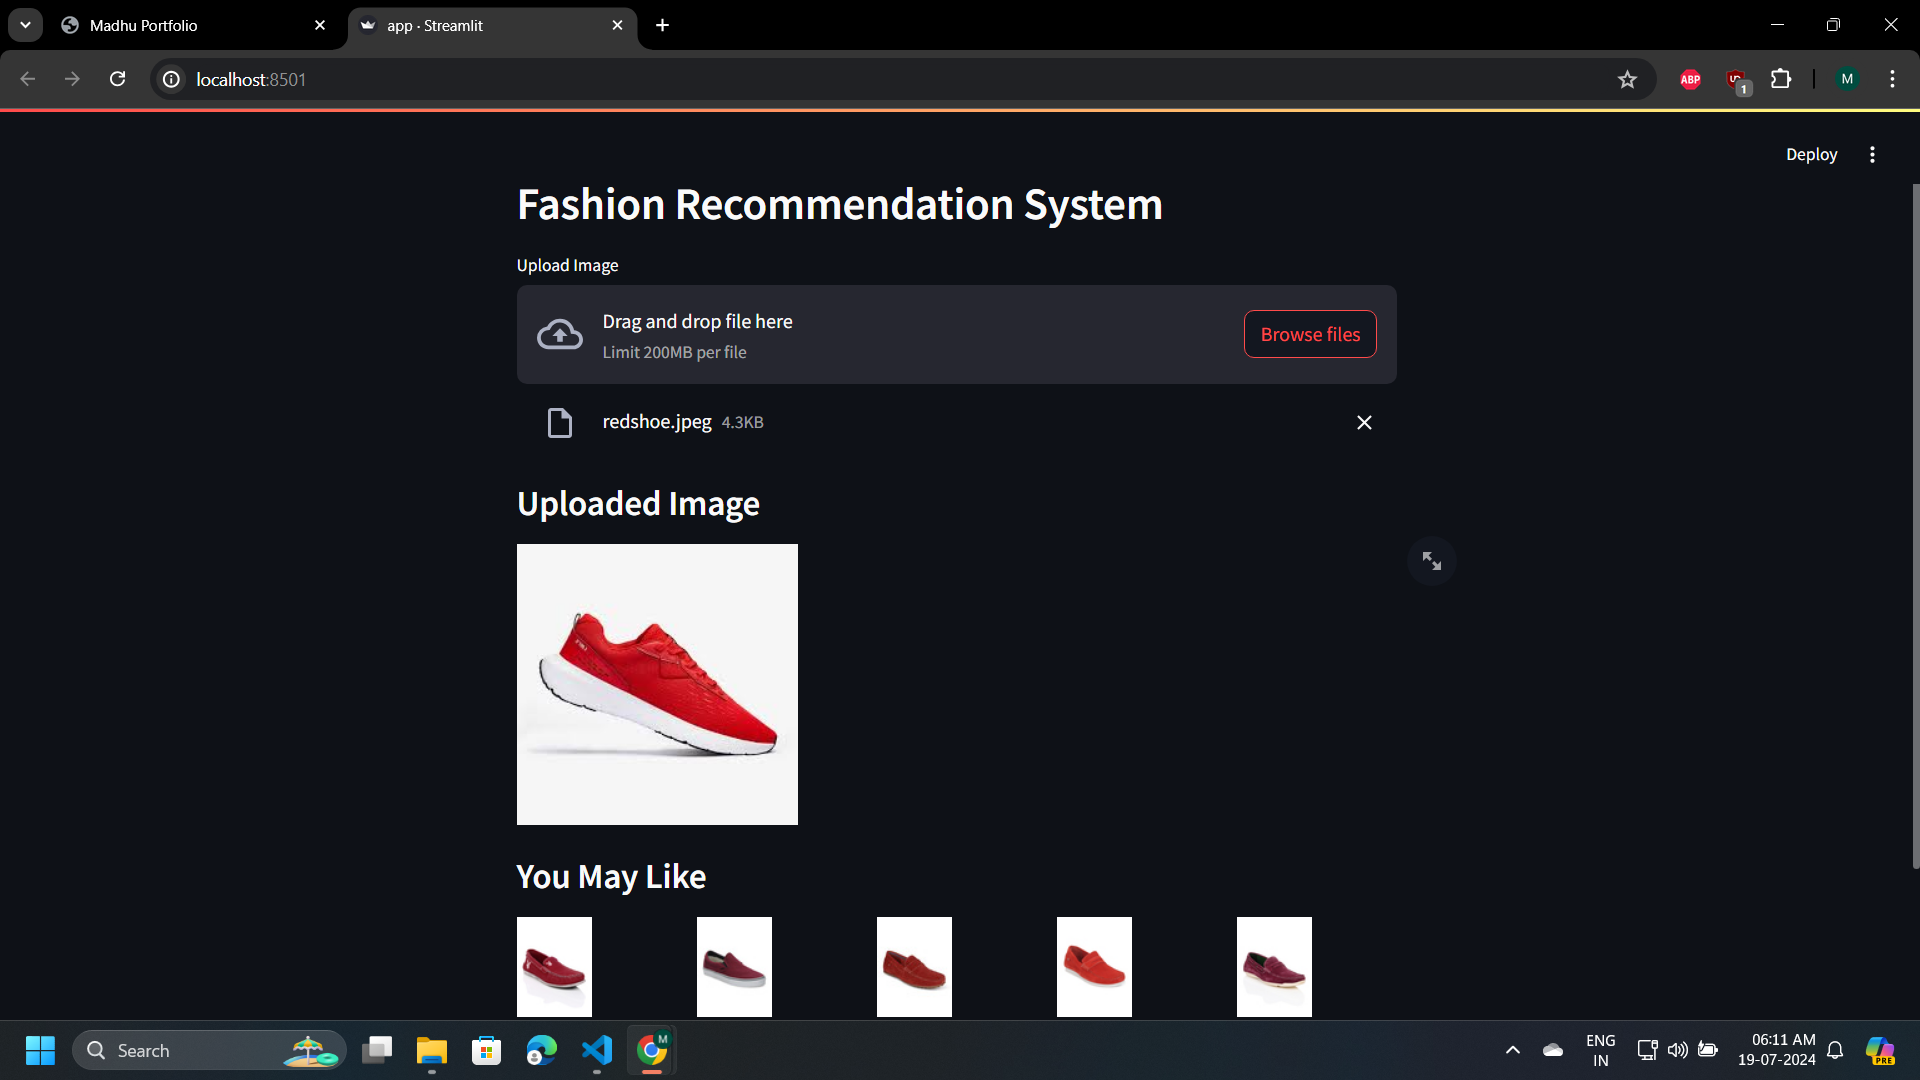 Madhu Portfolio
app · Streamlit
localhost:8501
ABP
1
M
Deploy
Fashion Recommendation System
Upload Image
Drag and drop file here
Limit 200MB per file
Browse files
redshoe.jpeg 4.3KB
Uploaded Image
You May Like
Search
M
ENG
IN
06:11 AM
19-07-2024
PRE